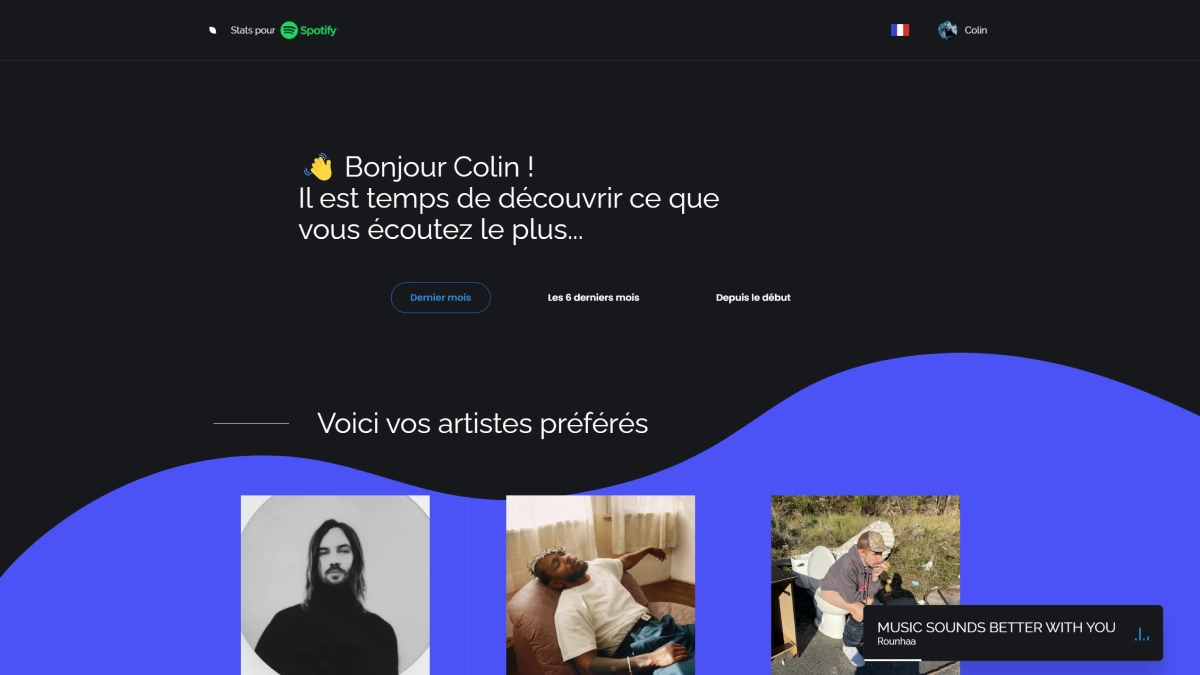 Stats pour Spotify
Colin
👋 Bonjour Colin !
Il est temps de découvrir ce que
vous écoutez le plus...
Dernier mois
Les 6 derniers mois
Depuis le début
Voici vos artistes préférés
MUSIC SOUNDS BETTER WITH YOU
Rounhaa